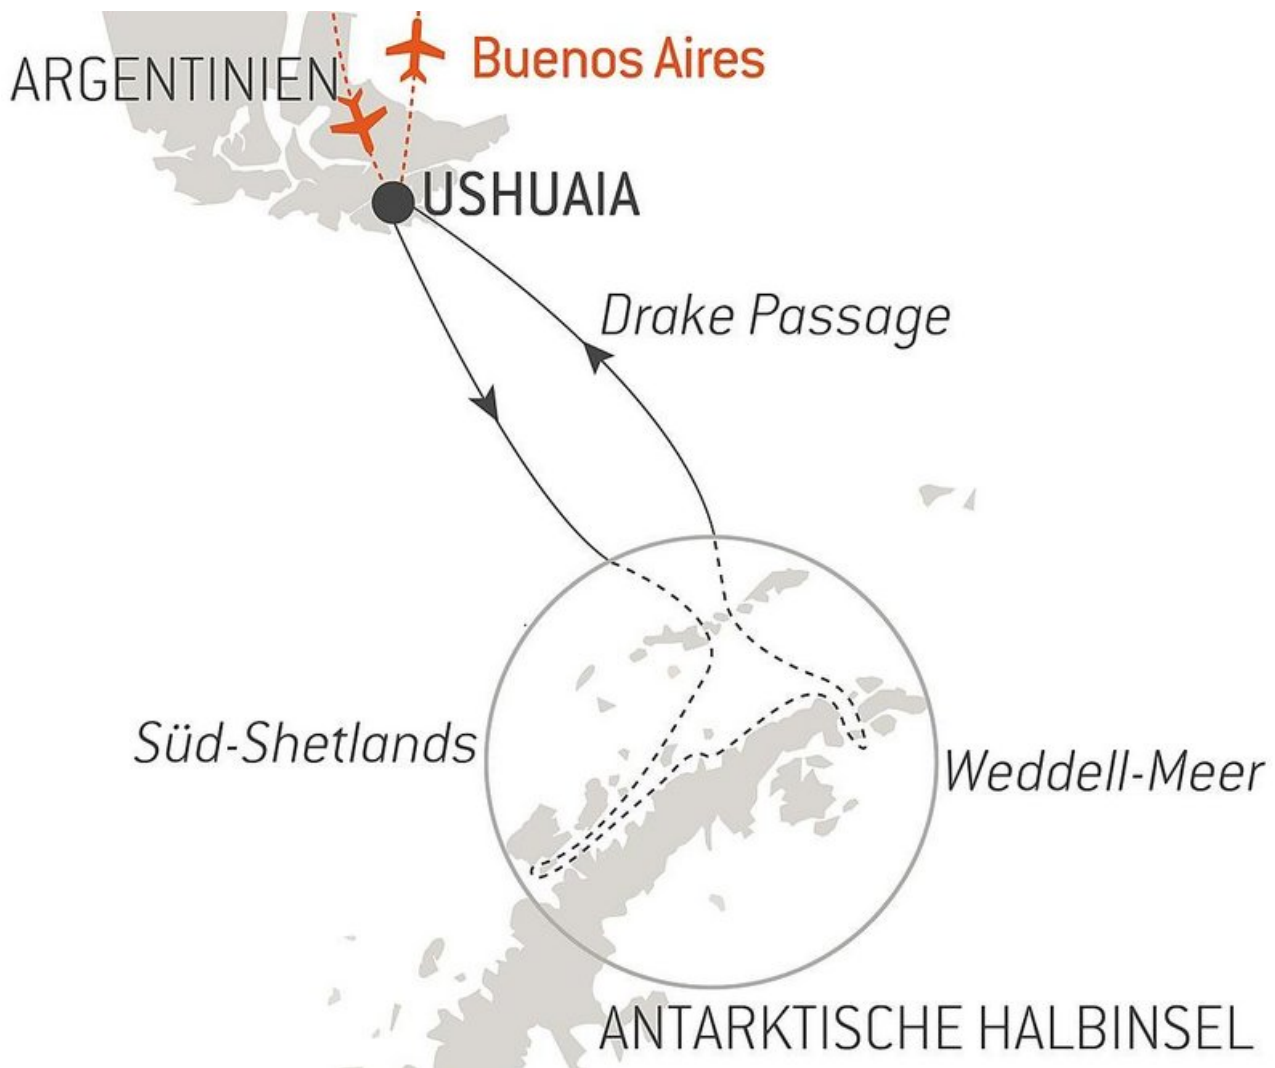 Buenos Aires
ARGENTINIEN
USHUAIA
Drake Passage
Süd-Shetlands
Weddell-Meer
ANTARKTISCHE HALBINSEL